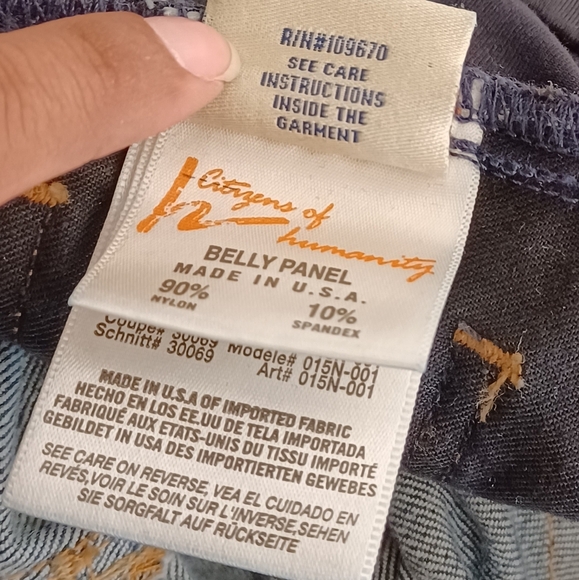 R/N#109670
SEE CARE
INSTRUCTIONS
INSIDE THE
GARMENT
Citizens of
humanity
BELLY PANEL
MADE IN U.S.A.
90% 10%
NYLON SPANDEX
Coupe# 30069 Modele# 015N-001
Schnitt# 30069 Art# 015N-001
MADE IN U.S.A OF IMPORTED FABRIC
HECHO EN LOS EE.UU DE TELA IMPORTADA
FABRIQUÉ AUX ETATS-UNIS DU TISSU IMPORTÉ
GEBILDET IN USA DES IMPORTIERTEN GEWEBES
SEE CARE ON REVERSE, VEA EL CUIDADO EN
REVÉS,VOIR LE SOIN SUR L'INVERSE,SEHEN
SIE SORGFALT AUF RÜCKSEITE